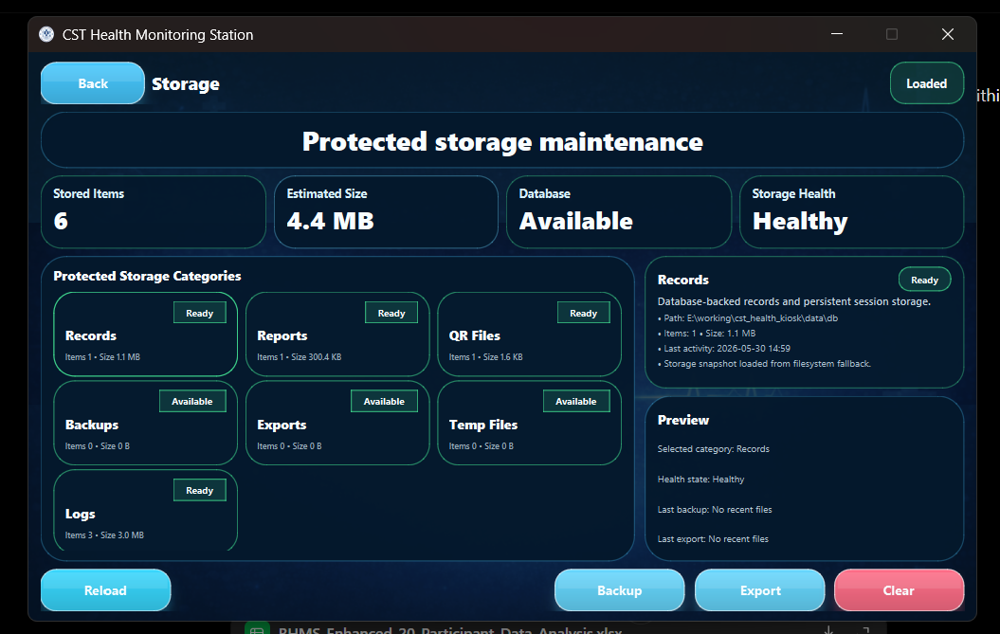 CST Health Monitoring Station
Back
Storage
Loaded
Protected storage maintenance
Stored Items
6
Estimated Size
4.4 MB
Database
Available
Storage Health
Healthy
Protected Storage Categories
Ready
Records
Items 1 • Size 1.1 MB
Ready
Reports
Items 1 • Size 300.4 KB
Ready
QR Files
Items 1 • Size 1.6 KB
Available
Backups
Items 0 • Size 0 B
Available
Exports
Items 0 • Size 0 B
Available
Temp Files
Items 0 • Size 0 B
Ready
Logs
Items 3 • Size 3.0 MB
Records
Ready
Database-backed records and persistent session storage.
• Path: E:\working\cst_health_kiosk\data\db
• Items: 1 • Size: 1.1 MB
• Last activity: 2026-05-30 14:59
• Storage snapshot loaded from filesystem fallback.
Preview
Selected category: Records
Health state: Healthy
Last backup: No recent files
Last export: No recent files
Reload
Backup
Export
Clear